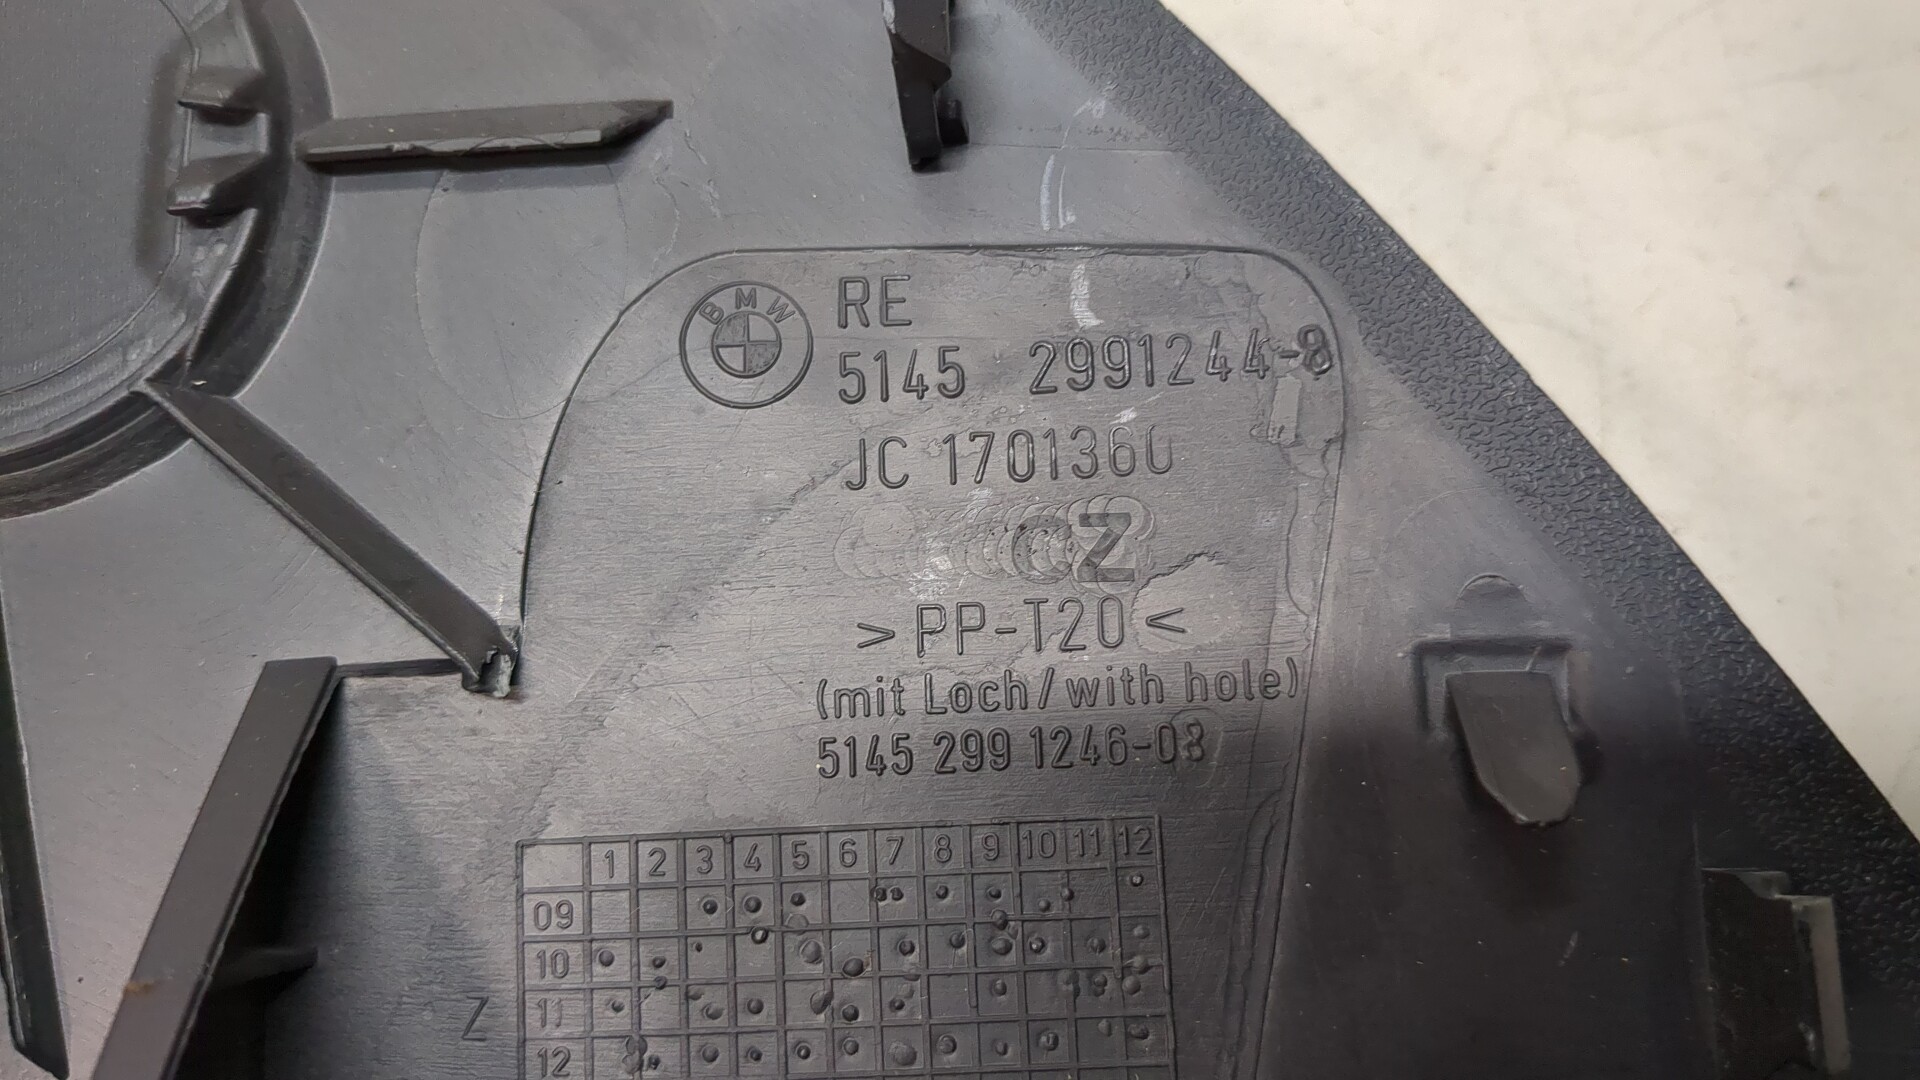 BMW
RE
5145 2991244-8
JC 1701360
CZ
>PP-T20<
(mit Loch/with hole)
5145 299 1246-08
1 2 3 4 5 6 7 8 9 10 11 12
09
10
11
12
Z